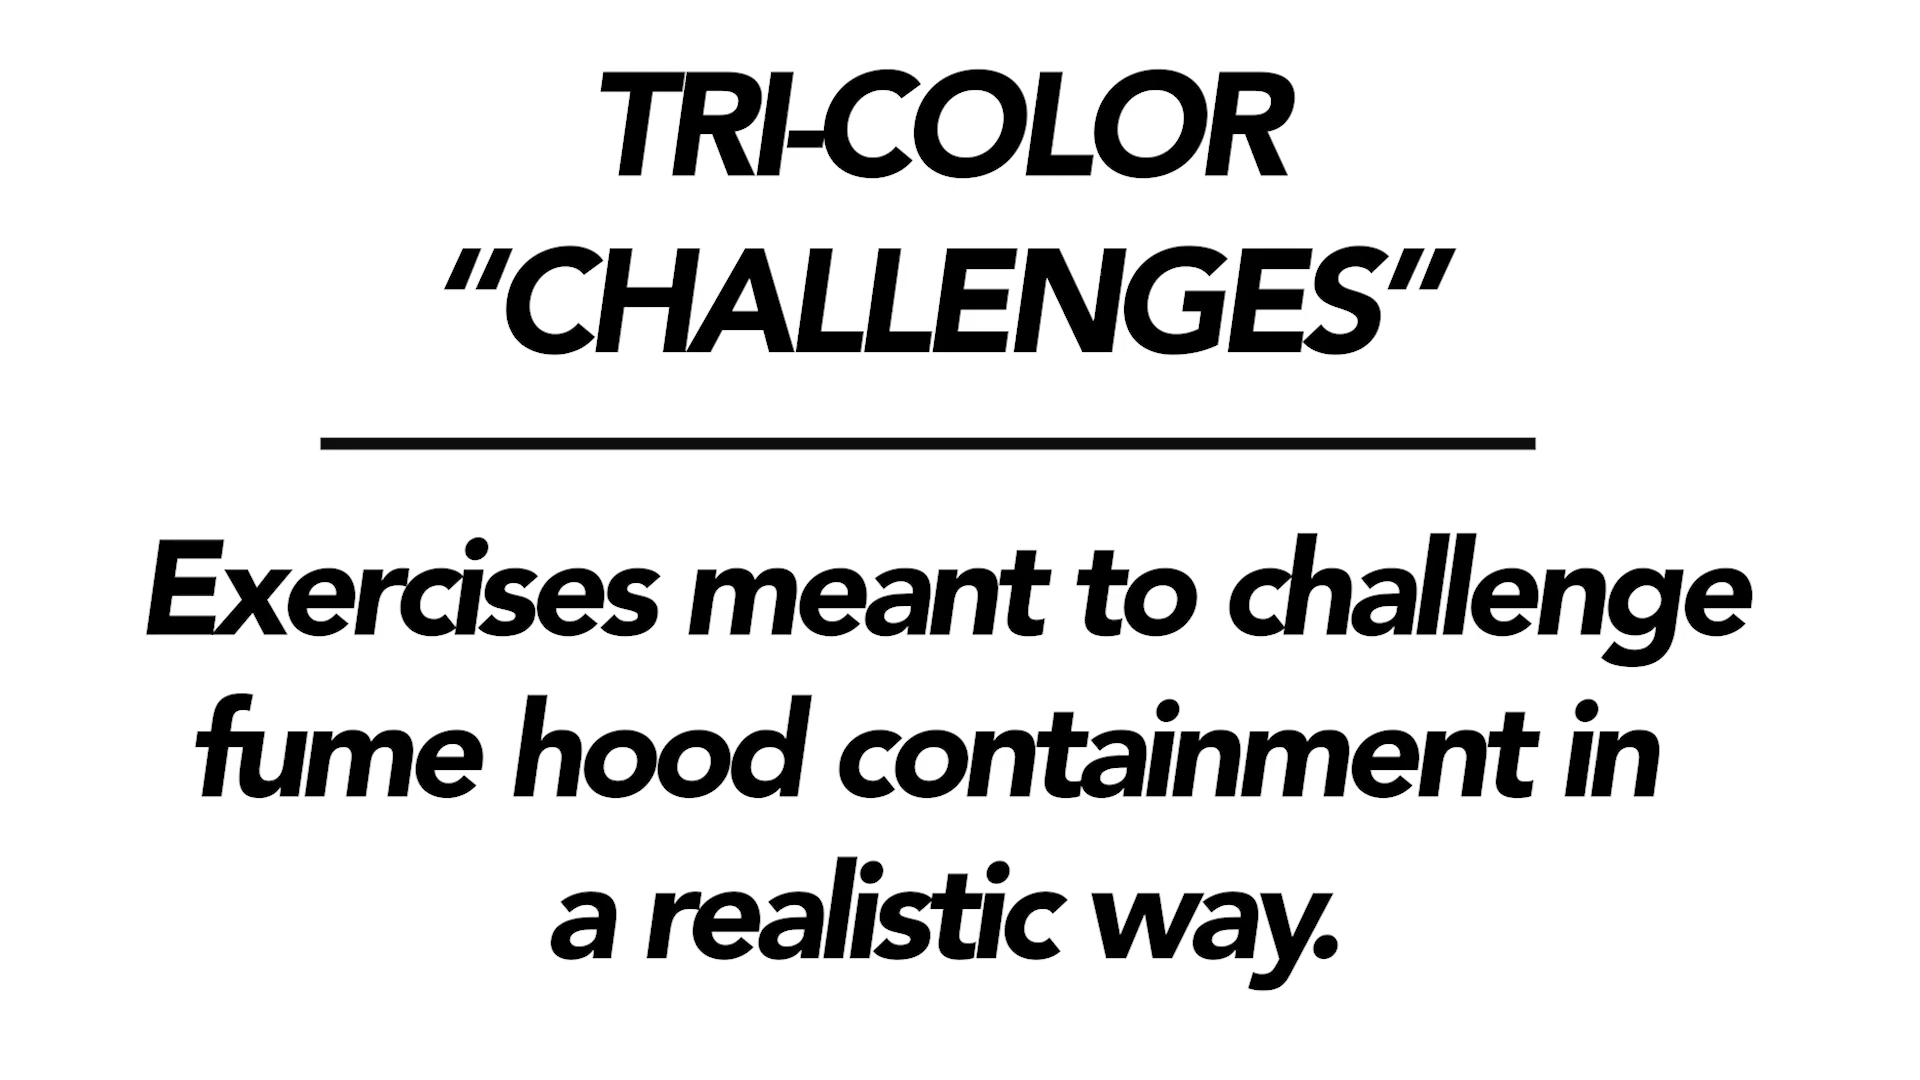 TRI-COLOR
“CHALLENGES”
Exercises meant to challenge
fume hood containment in
a realistic way.